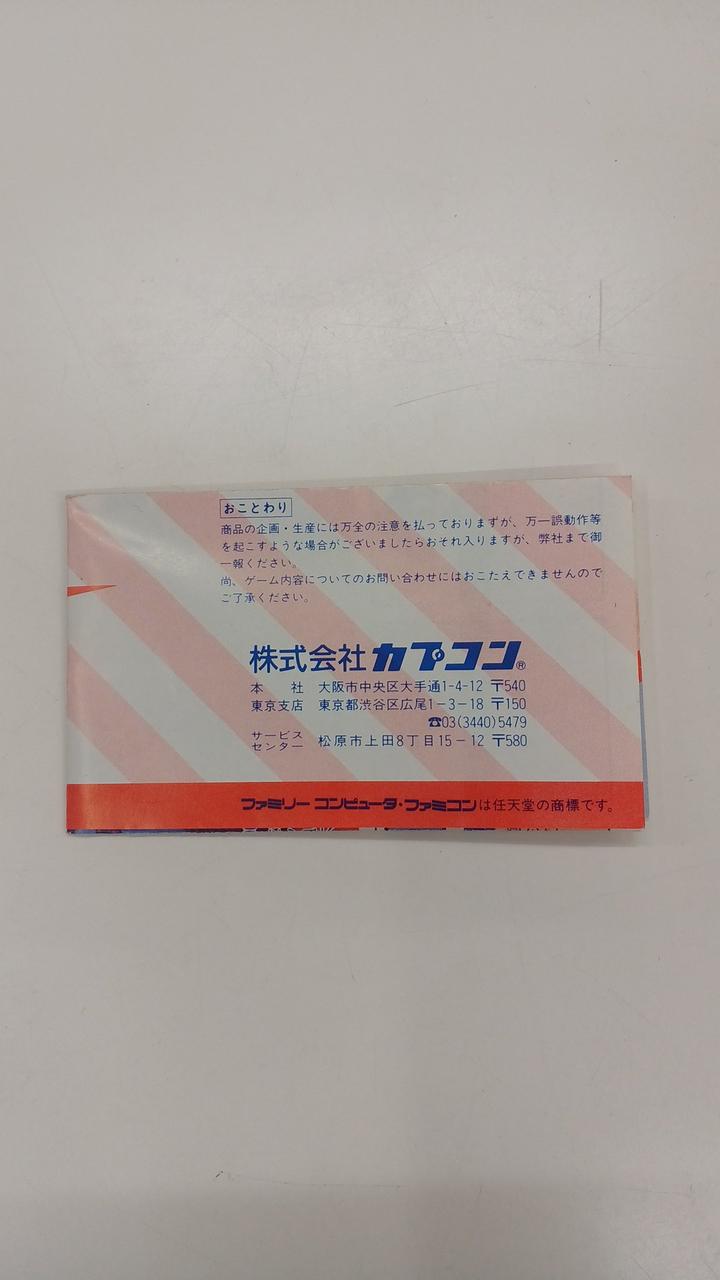 おことわり
商品の企画・生産には万全の注意を払っておりますが、万一誤動作等
を起こすような場合がございましたらおそれ入りますが、弊社まで御
一報ください。
尚、ゲーム内容についてのお問い合わせにはおこたえできませんので
ご了承ください。
株式会社カプコン®
本　社　大阪市中央区大手通1-4-12 〒540
東京支店　東京都渋谷区広尾1-3-18 〒150
☎03(3440)5479
サービス
センター　松原市上田8丁目15-12 〒580
ファミリー コンピュータ・ファミコンは任天堂の商標です。